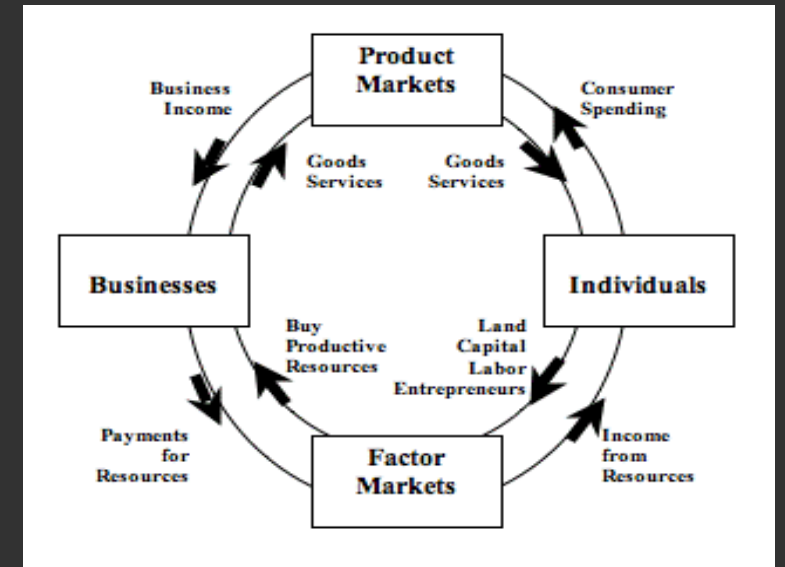 Product
Markets
Business
Income
Consumer
Spending
Goods
Services
Goods
Services
Businesses
Individuals
Buy
Productive
Resources
Land
Capital
Labor
Entrepreneurs
Payments
for
Resources
Factor
Markets
Income
from
Resources